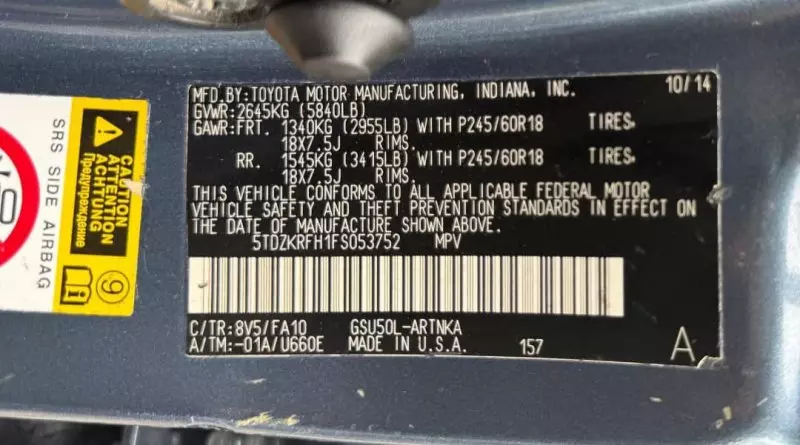 MFD.BY:TOYOTA MOTOR MANUFACTURING, INDIANA, INC. 10/14
GVWR:2645KG (5840LB)
GAWR:FRT. 1340KG (2955LB) WITH P245/60R18 TIRES.
18X7.5J RIMS.
RR. 1545KG (3415LB) WITH P245/60R18 TIRES.
18X7.5J RIMS.
THIS VEHICLE CONFORMS TO ALL APPLICABLE FEDERAL MOTOR
VEHICLE SAFETY AND THEFT PREVENTION STANDARDS IN EFFECT ON
THE DATE OF MANUFACTURE SHOWN ABOVE.
5TDZKRFH1FS053752 MPV
C/TR:8V5/FA10 GSU50L-ARTNKA
A/TM:-01A/U660E MADE IN U.S.A. 157 A
SRS SIDE AIRBAG
CAUTION
ATTENTION
ACHTUNG
Предупреждение
9